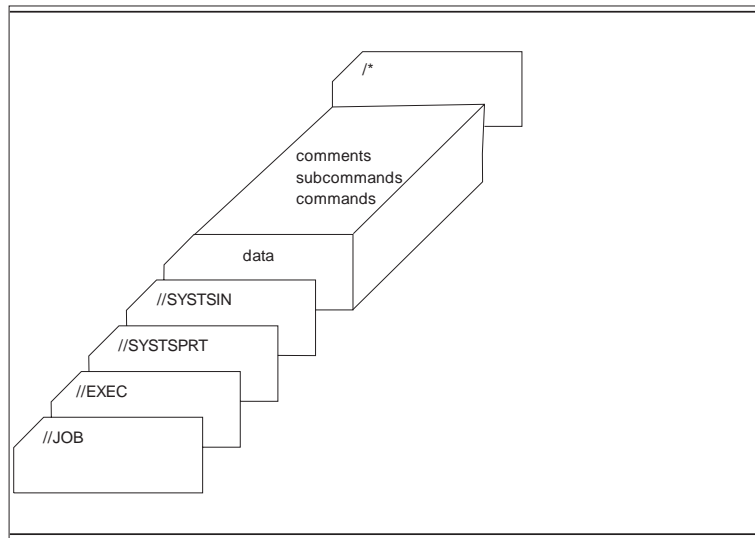 /*
comments
subcommands
commands
data
//SYSTSIN
//SYSTSPRT
//EXEC
//JOB